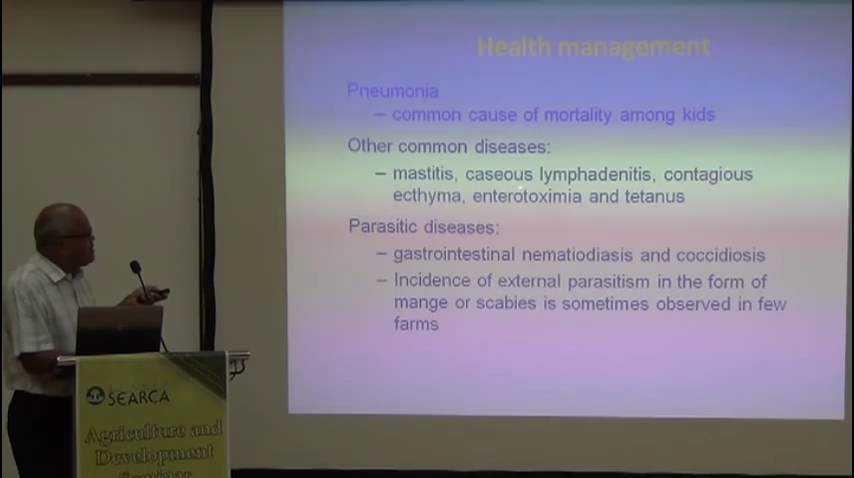 Health management
Pneumonia
– common cause of mortality among kids
Other common diseases:
– mastitis, caseous lymphadenitis, contagious
ecthyma, enterotoximia and tetanus
Parasitic diseases:
– gastrointestinal nematiodiasis and coccidiosis
– Incidence of external parasitism in the form of
mange or scabies is sometimes observed in few
farms
SEARCA
Agriculture and
Development
Seminar